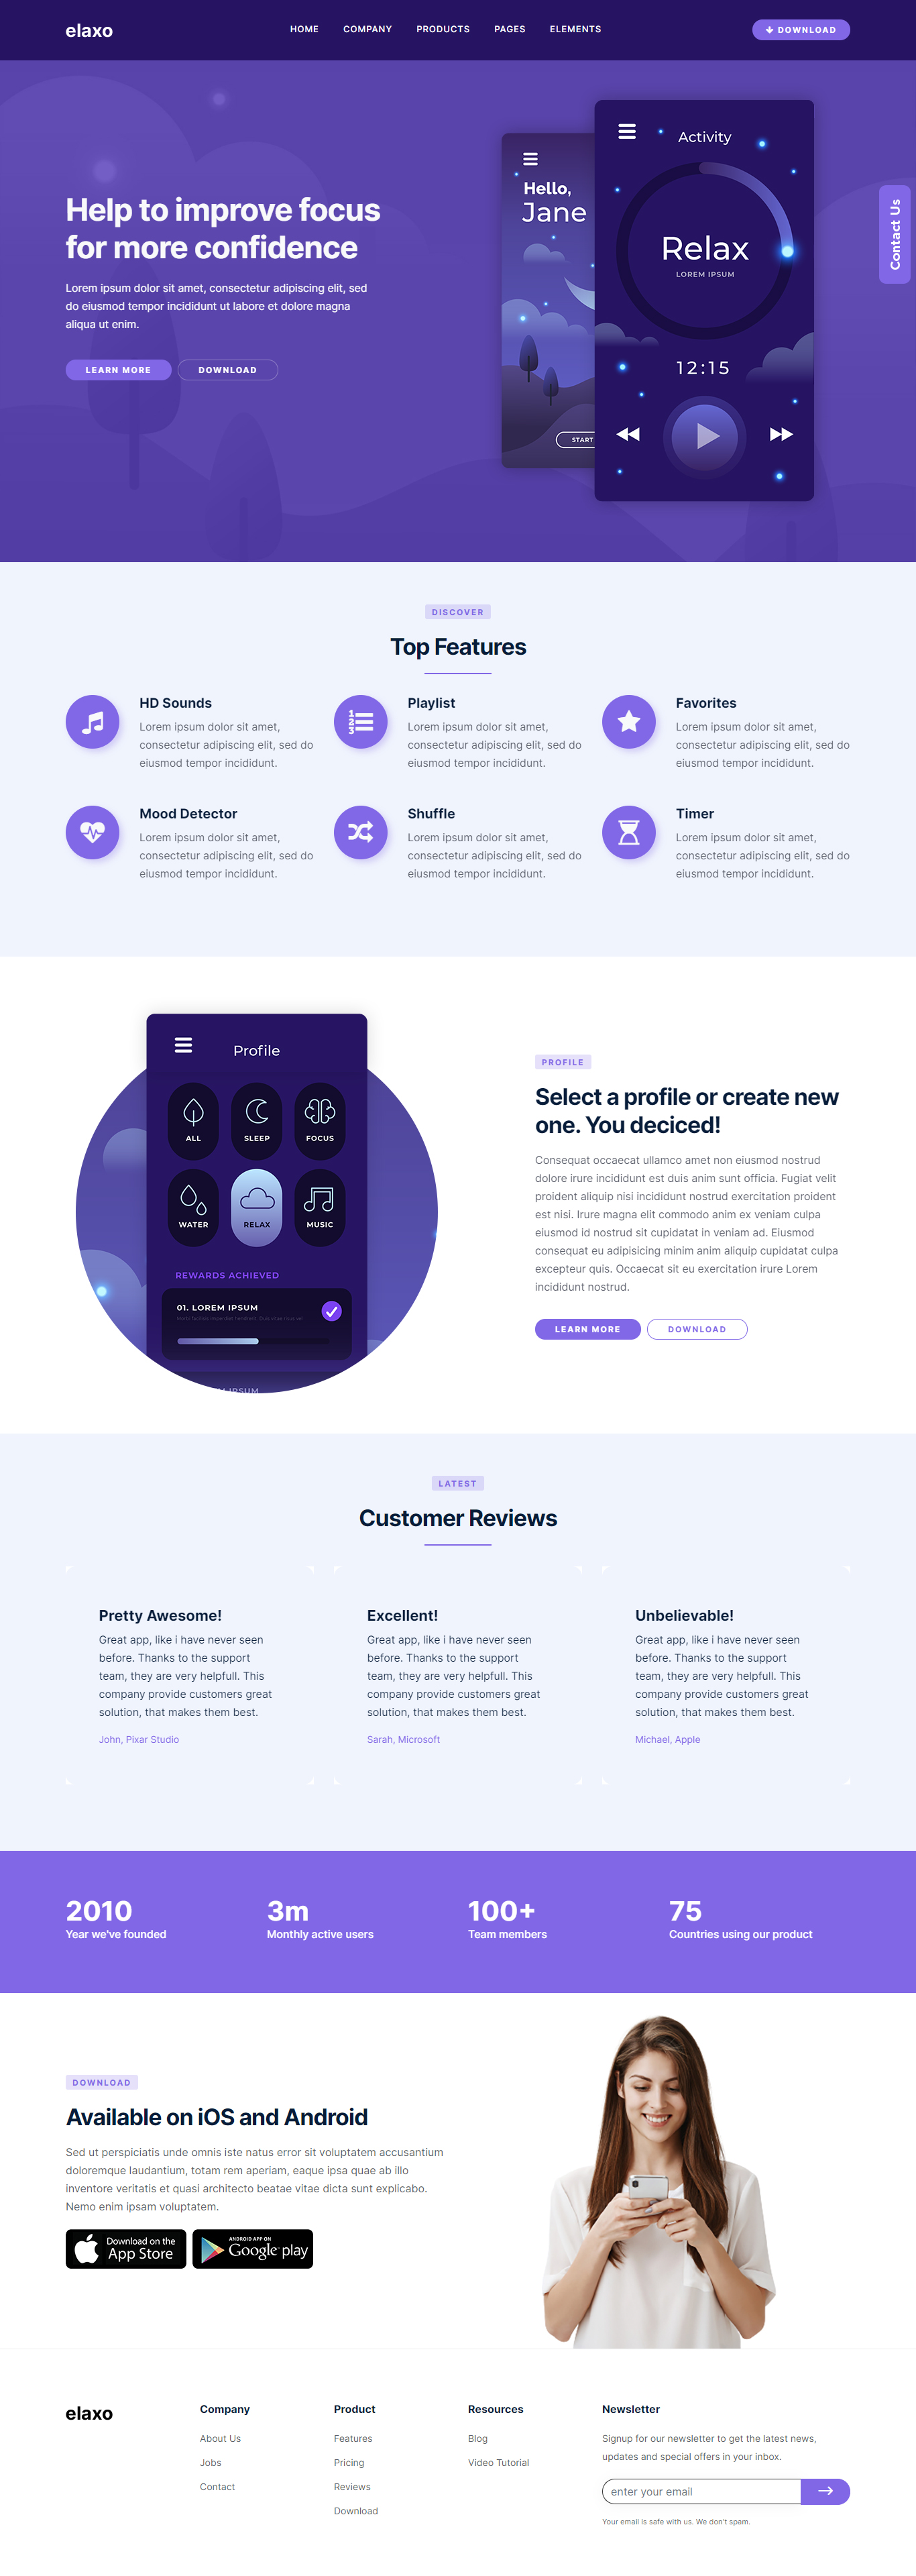 elaxo
HOME COMPANY PRODUCTS PAGES ELEMENTS
DOWNLOAD
Help to improve focus
for more confidence
Lorem ipsum dolor sit amet, consectetur adipiscing elit, sed
do eiusmod tempor incididunt ut labore et dolore magna
aliqua ut enim.
LEARN MORE
DOWNLOAD
Hello,
Jane
START
Activity
Relax
LOREM IPSUM
12:15
Contact Us
DISCOVER
Top Features
HD Sounds
Lorem ipsum dolor sit amet,
consectetur adipiscing elit, sed do
eiusmod tempor incididunt.
Playlist
Lorem ipsum dolor sit amet,
consectetur adipiscing elit, sed do
eiusmod tempor incididunt.
Favorites
Lorem ipsum dolor sit amet,
consectetur adipiscing elit, sed do
eiusmod tempor incididunt.
Mood Detector
Lorem ipsum dolor sit amet,
consectetur adipiscing elit, sed do
eiusmod tempor incididunt.
Shuffle
Lorem ipsum dolor sit amet,
consectetur adipiscing elit, sed do
eiusmod tempor incididunt.
Timer
Lorem ipsum dolor sit amet,
consectetur adipiscing elit, sed do
eiusmod tempor incididunt.
Profile
ALL SLEEP FOCUS
WATER RELAX MUSIC
REWARDS ACHIEVED
01. LOREM IPSUM
IPSUM
PROFILE
Select a profile or create new
one. You deciced!
Consequat occaecat ullamco amet non eiusmod nostrud
dolore irure incididunt est duis anim sunt officia. Fugiat velit
proident aliquip nisi incididunt nostrud exercitation proident
est nisi. Irure magna elit commodo anim ex veniam culpa
eiusmod id nostrud sit cupidatat in veniam ad. Eiusmod
consequat eu adipisicing minim anim aliquip cupidatat culpa
excepteur quis. Occaecat sit eu exercitation irure Lorem
incididunt nostrud.
LEARN MORE
DOWNLOAD
LATEST
Customer Reviews
Pretty Awesome!
Great app, like i have never seen
before. Thanks to the support
team, they are very helpfull. This
company provide customers great
solution, that makes them best.
John, Pixar Studio
Excellent!
Great app, like i have never seen
before. Thanks to the support
team, they are very helpfull. This
company provide customers great
solution, that makes them best.
Sarah, Microsoft
Unbelievable!
Great app, like i have never seen
before. Thanks to the support
team, they are very helpfull. This
company provide customers great
solution, that makes them best.
Michael, Apple
2010
Year we've founded
3m
Monthly active users
100+
Team members
75
Countries using our product
DOWNLOAD
Available on iOS and Android
Sed ut perspiciatis unde omnis iste natus error sit voluptatem accusantium
doloremque laudantium, totam rem aperiam, eaque ipsa quae ab illo
inventore veritatis et quasi architecto beatae vitae dicta sunt explicabo.
Nemo enim ipsam voluptatem.
Download on the
App Store
ANDROID APP ON
Google play
elaxo
Company
About Us
Jobs
Contact
Product
Features
Pricing
Reviews
Download
Resources
Blog
Video Tutorial
Newsletter
Signup for our newsletter to get the latest news,
updates and special offers in your inbox.
enter your email
Your email is safe with us. We don't spam.